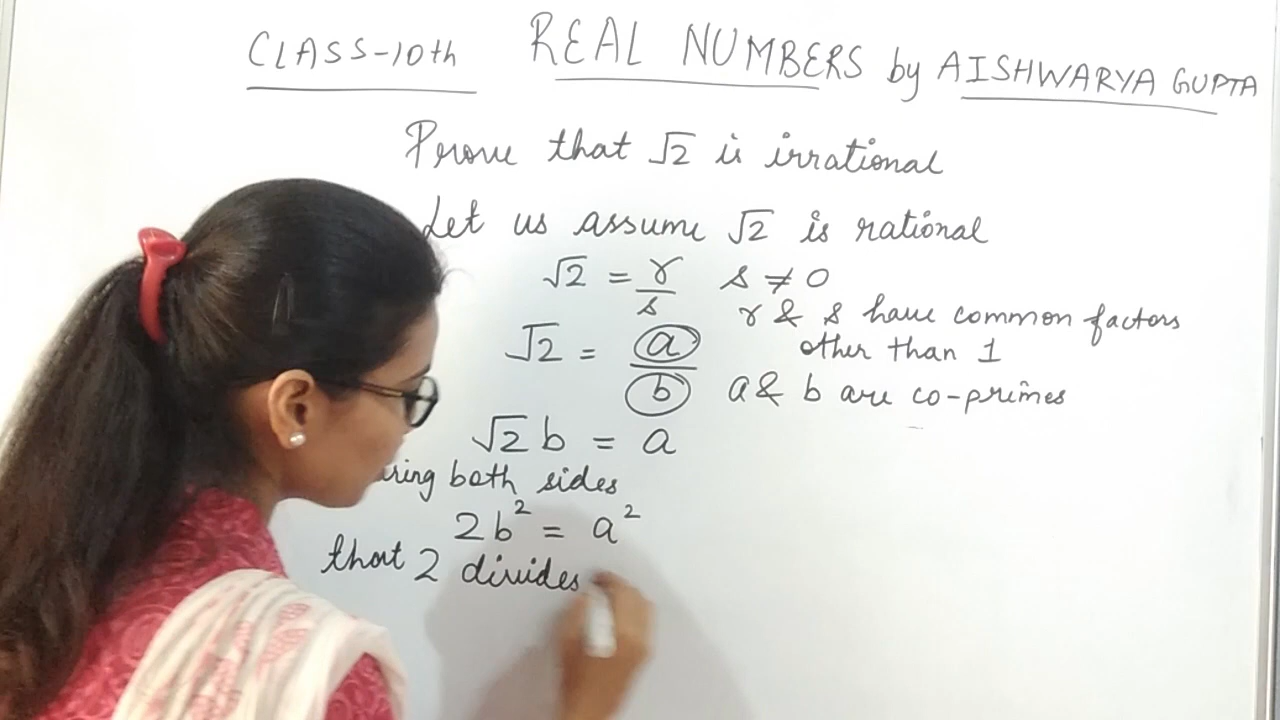 CLASS-10th REAL NUMBERS by AISHWARYA GUPTA
Prove that √2 is irrational
Let us assume √2 is rational
√2 = r/s s ≠ 0
r & s have common factors
other than 1
√2 = a/b a & b are co-primes
√2 b = a
both sides
2b² = a²
that 2 divides